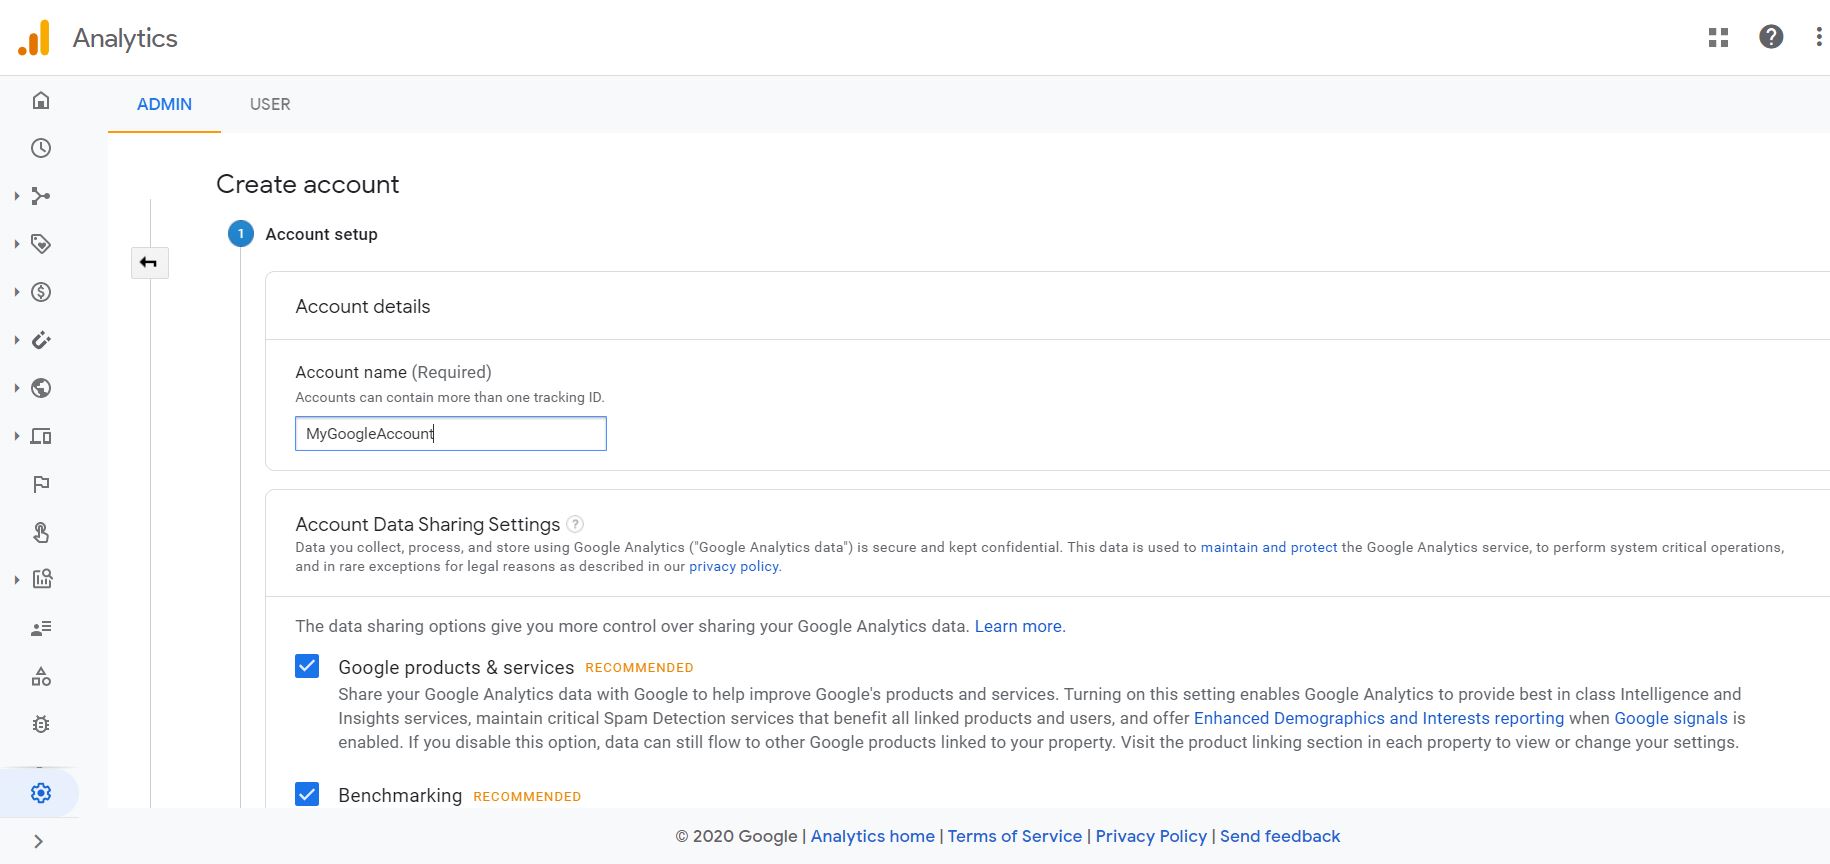 Analytics
ADMIN
USER
Create account
1
Account setup
Account details
Account name (Required)
Accounts can contain more than one tracking ID.
MyGoogleAccount
Account Data Sharing Settings ?
Data you collect, process, and store using Google Analytics ("Google Analytics data") is secure and kept confidential. This data is used to maintain and protect the Google Analytics service, to perform system critical operations,
and in rare exceptions for legal reasons as described in our privacy policy.
The data sharing options give you more control over sharing your Google Analytics data. Learn more.
Google products & services RECOMMENDED
Share your Google Analytics data with Google to help improve Google's products and services. Turning on this setting enables Google Analytics to provide best in class Intelligence and
Insights services, maintain critical Spam Detection services that benefit all linked products and users, and offer Enhanced Demographics and Interests reporting when Google signals is
enabled. If you disable this option, data can still flow to other Google products linked to your property. Visit the product linking section in each property to view or change your settings.
Benchmarking RECOMMENDED
© 2020 Google | Analytics home | Terms of Service | Privacy Policy | Send feedback